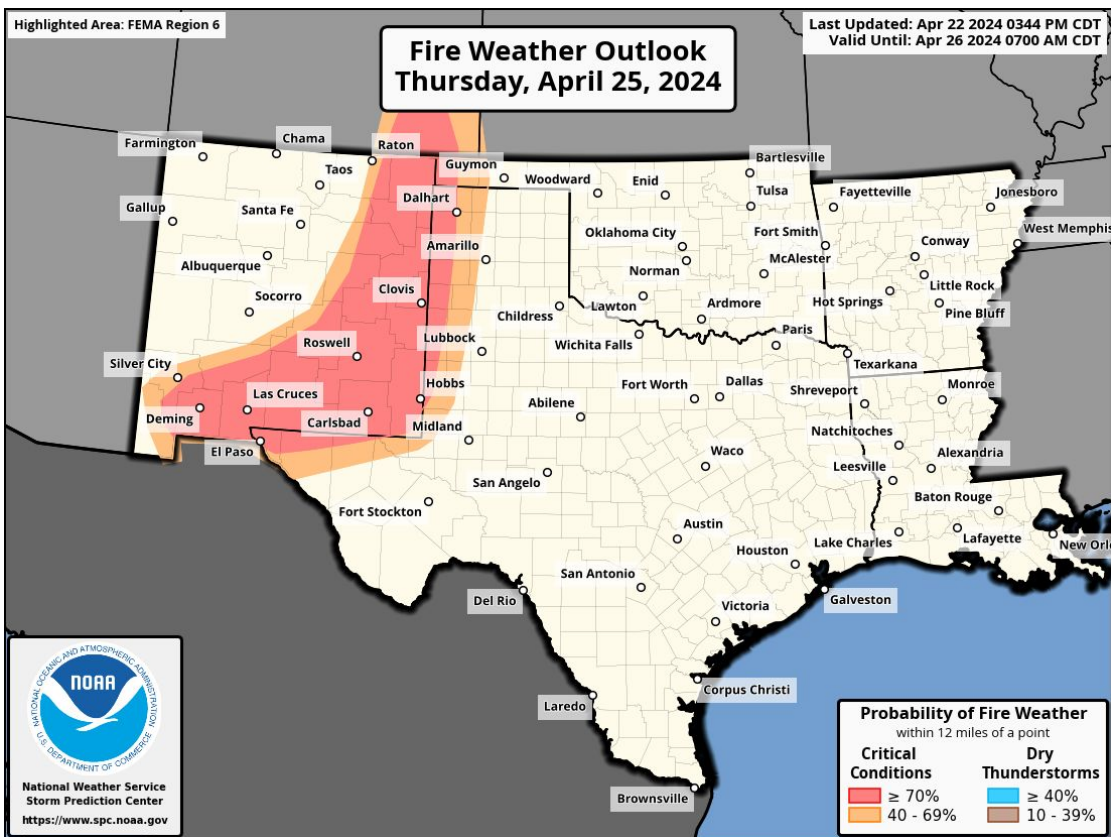 Highlighted Area: FEMA Region 6
Last Updated: Apr 22 2024 0344 PM CDT
Valid Until: Apr 26 2024 0700 AM CDT
Fire Weather Outlook
Thursday, April 25, 2024
Farmington
Chama
Raton
Taos
Guymon
Woodward
Enid
Bartlesville
Tulsa
Fayetteville
Jonesboro
Gallup
Santa Fe
Dalhart
West Memphis
Albuquerque
Amarillo
Oklahoma City
Fort Smith
Conway
Norman
McAlester
Little Rock
Socorro
Clovis
Childress
Lawton
Ardmore
Hot Springs
Pine Bluff
Roswell
Lubbock
Wichita Falls
Paris
Texarkana
Silver City
Las Cruces
Hobbs
Fort Worth
Dallas
Shreveport
Monroe
Deming
Carlsbad
Abilene
Midland
Natchitoches
El Paso
Waco
Alexandria
Leesville
San Angelo
Fort Stockton
Baton Rouge
Austin
Lake Charles
Lafayette
New Orl
Houston
San Antonio
Del Rio
Galveston
Victoria
Laredo
Corpus Christi
Brownsville
NATIONAL OCEANIC AND ATMOSPHERIC ADMINISTRATION
NOAA
U.S. DEPARTMENT OF COMMERCE
National Weather Service
Storm Prediction Center
https://www.spc.noaa.gov
Probability of Fire Weather
within 12 miles of a point
Critical Conditions
≥ 70%
40 - 69%
Dry Thunderstorms
≥ 40%
10 - 39%